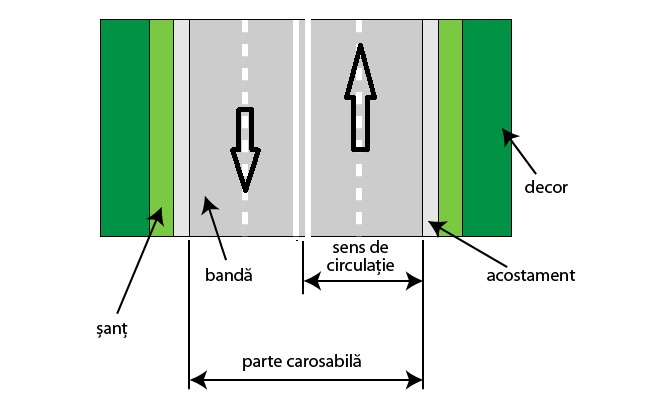 decor
sens de
circulație
bandă
acostament
șanț
parte carosabilă